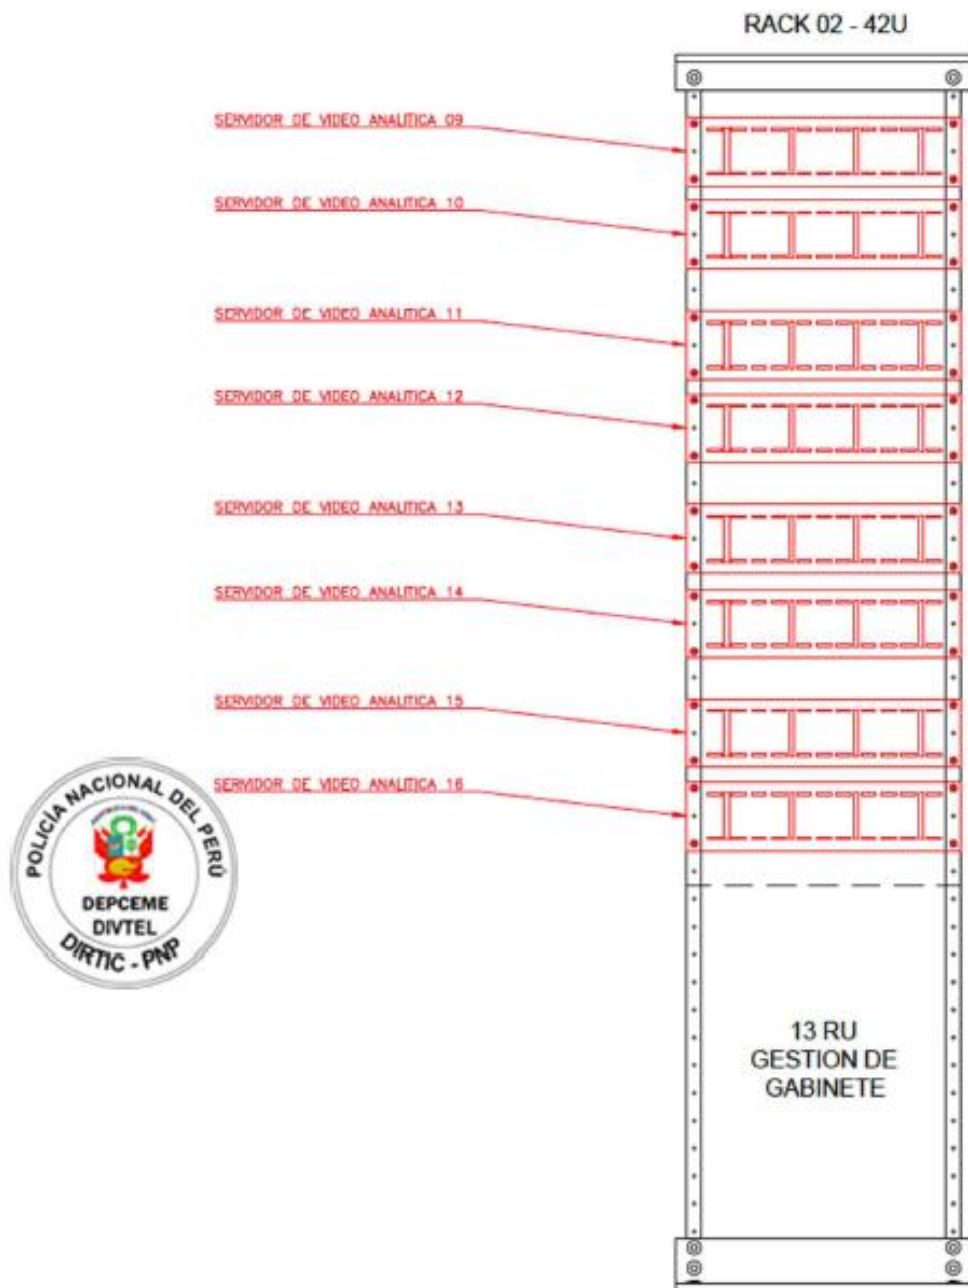 RACK 02 - 42U
SERVIDOR DE VIDEO ANALITICA 09
SERVIDOR DE VIDEO ANALITICA 10
SERVIDOR DE VIDEO ANALITICA 11
SERVIDOR DE VIDEO ANALITICA 12
SERVIDOR DE VIDEO ANALITICA 13
SERVIDOR DE VIDEO ANALITICA 14
SERVIDOR DE VIDEO ANALITICA 15
SERVIDOR DE VIDEO ANALITICA 16
POLICÍA NACIONAL DEL PERÚ
DEPCEME
DIVTEL
DIRTIC - PNP
13 RU
GESTION DE
GABINETE